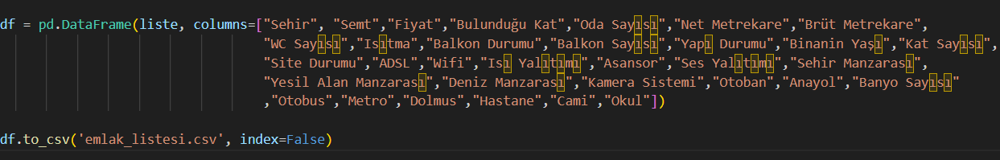 df = pd.DataFrame(liste, columns=["Sehir", "Semt","Fiyat","Bulunduğu Kat","Oda Sayısı","Net Metrekare","Brüt Metrekare",
"WC Sayısı","Isıtma","Balkon Durumu","Balkon Sayısı","Yapı Durumu","Binanin Yaşı","Kat Sayısı",
"Site Durumu","ADSL","Wifi","Isı Yalıtımı","Asansor","Ses Yalıtımı","Sehir Manzarası",
"Yesil Alan Manzarası","Deniz Manzarası","Kamera Sistemi","Otoban","Anayol","Banyo Sayısı"
,"Otobus","Metro","Dolmus","Hastane","Cami","Okul"])
df.to_csv('emlak_listesi.csv', index=False)